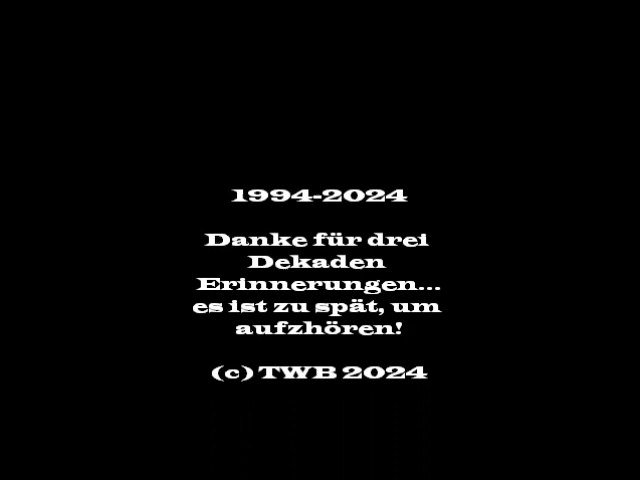 1994-2024
Danke für drei
Dekaden
Erinnerungen...
es ist zu spät, um
aufzhören!
(c) TWB 2024